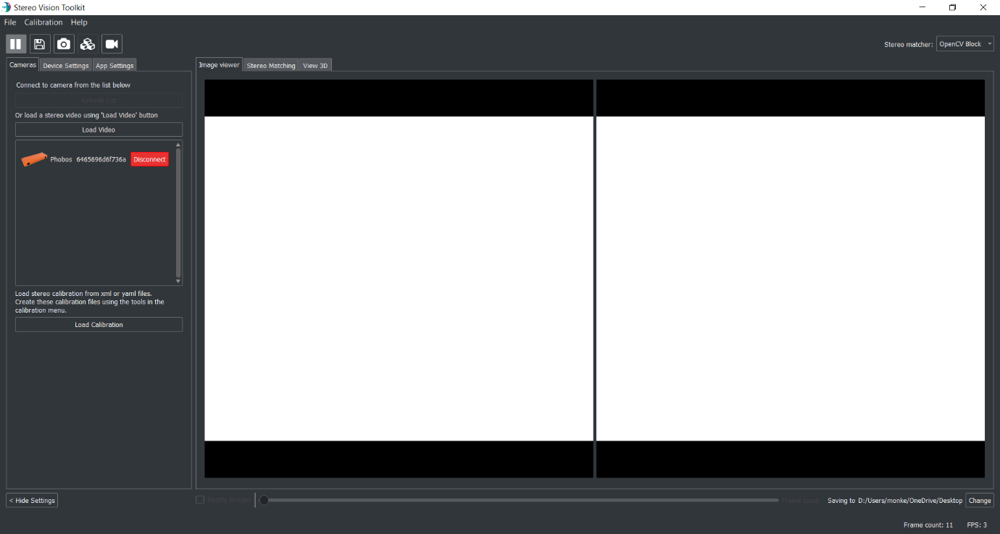 Stereo Vision Toolkit
File Calibration Help
Stereo matcher: OpenCV Block
Cameras Device Settings App Settings
Image viewer Stereo Matching View 3D
Connect to camera from the list below
Refresh List
Or load a stereo video using 'Load Video' button
Load Video
Phobos 6465696d6f736a Disconnect
Load stereo calibration from xml or yaml files.
Create these calibration files using the tools in the
calibration menu.
Load Calibration
< Hide Settings
Rectify Images
Frame count
Saving to D:/Users/monke/OneDrive/Desktop
Change
Frame count: 11 FPS: 3